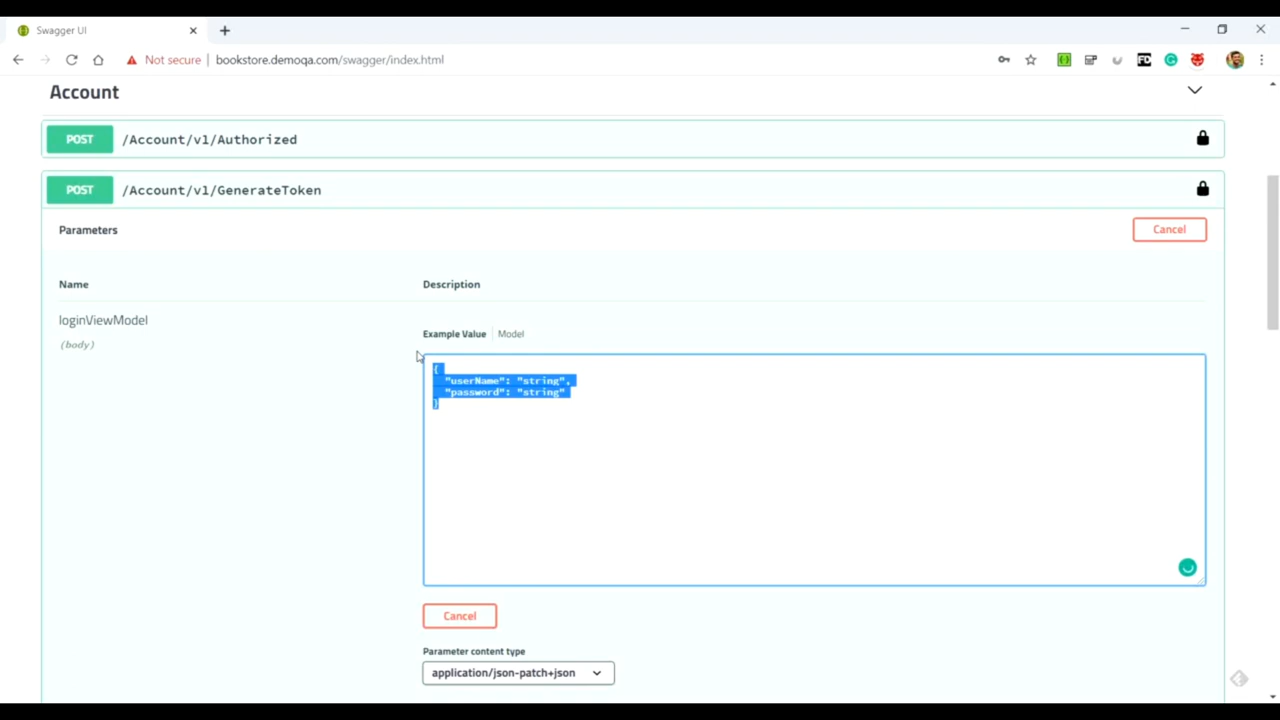 Swagger UI
Not secure
bookstore.demoqa.com/swagger/index.html
FD
Account
POST /Account/v1/Authorized
POST /Account/v1/GenerateToken
Parameters
Cancel
Name Description
loginViewModel
(body)
Example Value Model
{
"userName": "string",
"password": "string"
}
Cancel
Parameter content type
application/json-patch+json